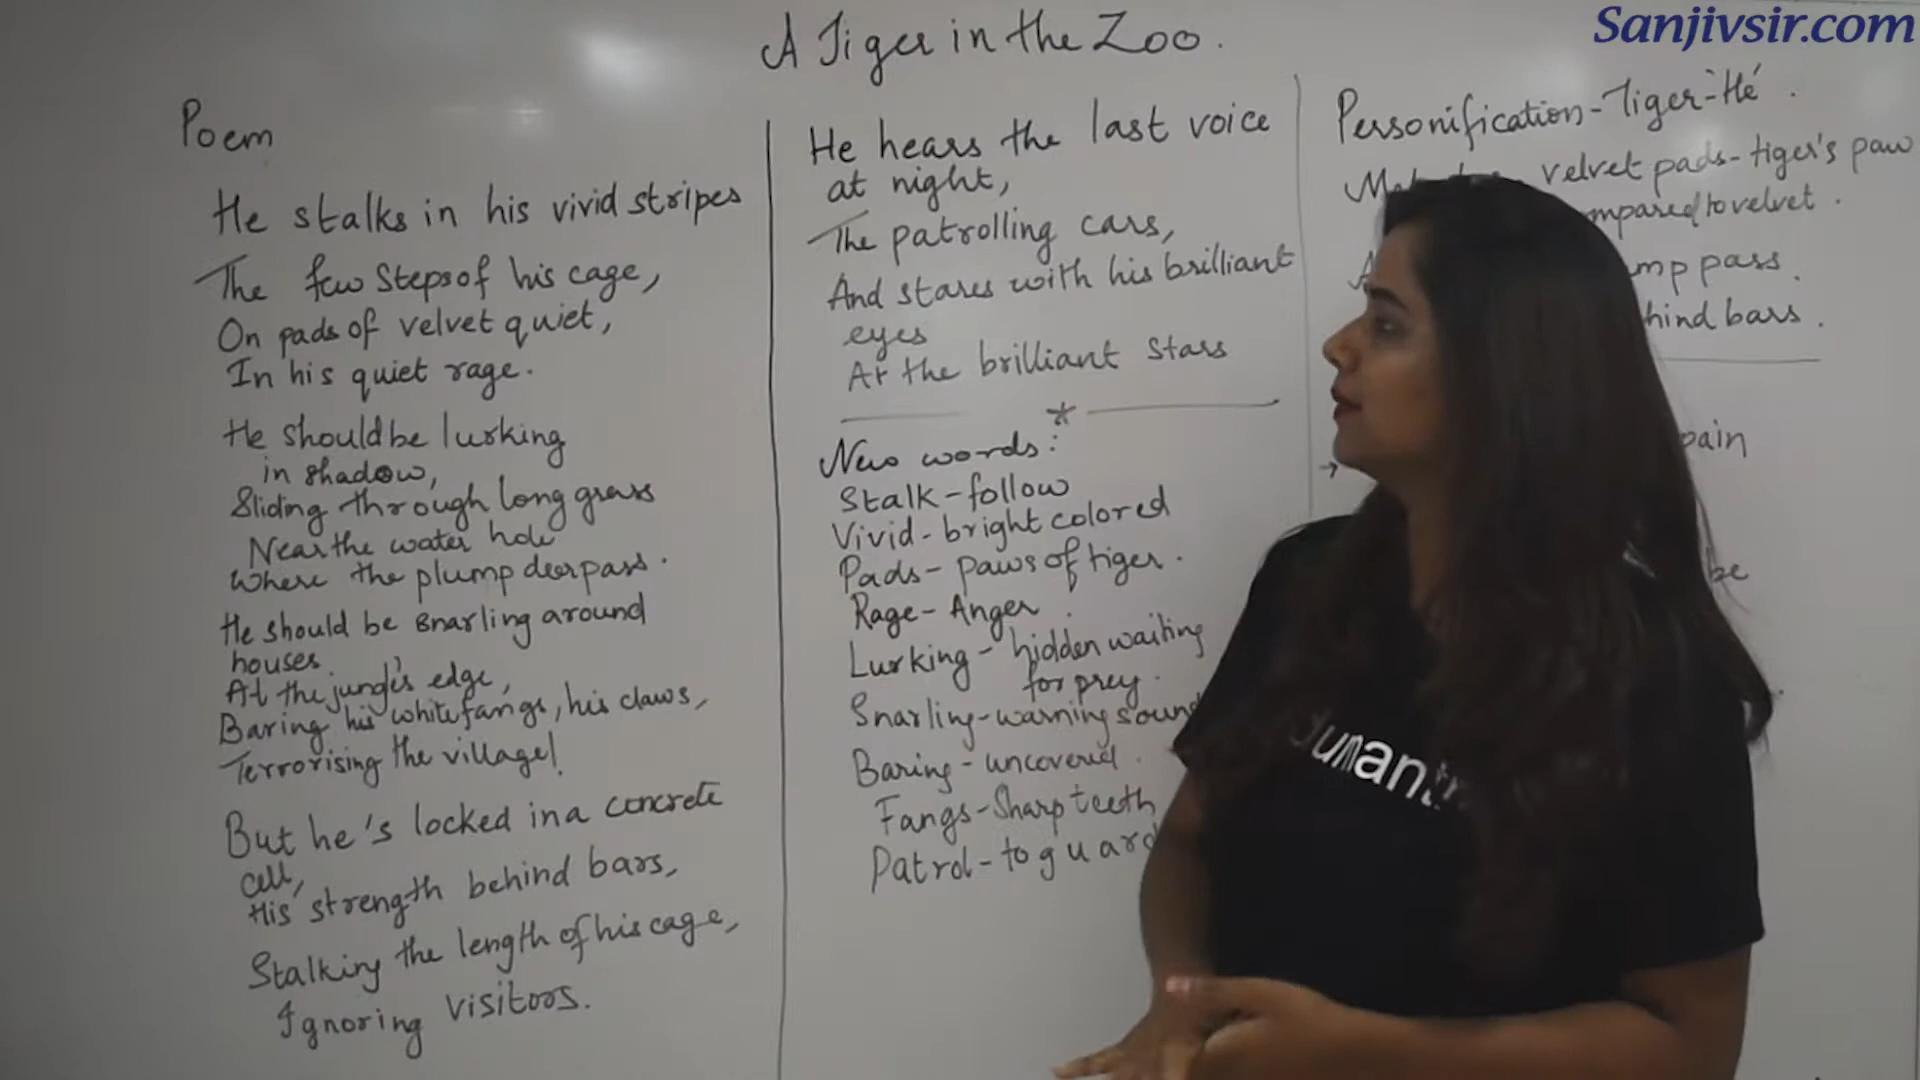 Sanjivsir.com
A Tiger in the Zoo.
Poem
He stalks in his vivid stripes
The few steps of his cage,
On pads of velvet quiet,
In his quiet rage.
He should be lurking
in shadow,
Sliding through long grass
Near the water hole
Where the plump deer pass.
He should be snarling around
houses
At the jungle's edge,
Baring his white fangs, his claws,
Terrorising the village!
But he's locked in a concrete
cell,
His strength behind bars,
Stalking the length of his cage,
Ignoring visitors.
He hears the last voice
at night,
The patrolling cars,
And stares with his brilliant
eyes
At the brilliant stars
*
New words:
Stalk - follow
Vivid - bright colored
Pads - paws of tiger.
Rage - Anger
Lurking - hidden waiting
for prey.
Snarling - warning sound
Baring - uncovered.
Fangs - Sharp teeth
Patrol - to guard
Personification - Tiger - 'He'.
velvet pads - tiger's paw
to velvet.
pass.
bars.
pain
be